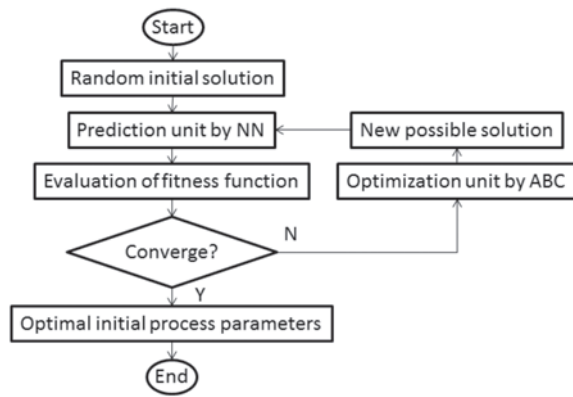 Start
Random initial solution
Prediction unit by NN
New possible solution
Evaluation of fitness function
Optimization unit by ABC
Converge?
N
Y
Optimal initial process parameters
End